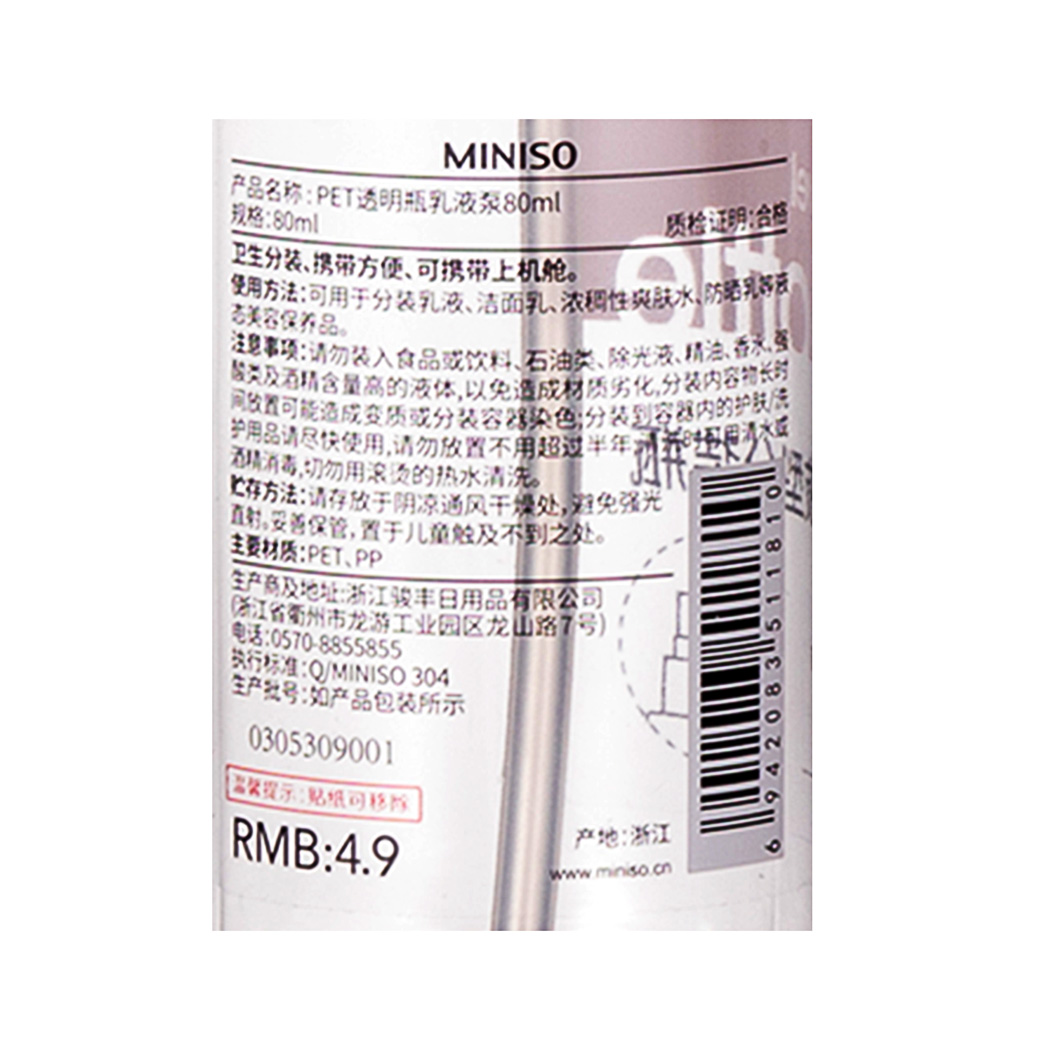 MINISO
产品名称:PET透明瓶乳液泵80ml
规格:80ml 质检证明:合格
卫生分装、携带方便、可携带上机舱。
使用方法:可用于分装乳液、洁面乳、浓稠性爽肤水、防晒乳等液
态美容保养品。
注意事项:请勿装入食品或饮料、石油类、除光液、精油、香水、强
酸类及酒精含量高的液体,以免造成材质劣化,分装内容物长时
间放置可能造成变质或分装容器染色;分装到容器内的护肤/洗
护用品请尽快使用,请勿放置不用超过半年 用清水或
酒精消毒,切勿用滚烫的热水清洗。
贮存方法:请存放于阴凉通风干燥处,避免强光
直射。妥善保管,置于儿童触及不到之处。
主要材质:PET、PP
生产商及地址:浙江骏丰日用品有限公司
(浙江省衢州市龙游工业园区龙山路7号)
电话:0570-8855855
执行标准:Q/MINISO 304
生产批号:如产品包装所示
0305309001
温馨提示:贴纸可移除
RMB:4.9
产地:浙江
www.miniso.cn
6942083511810